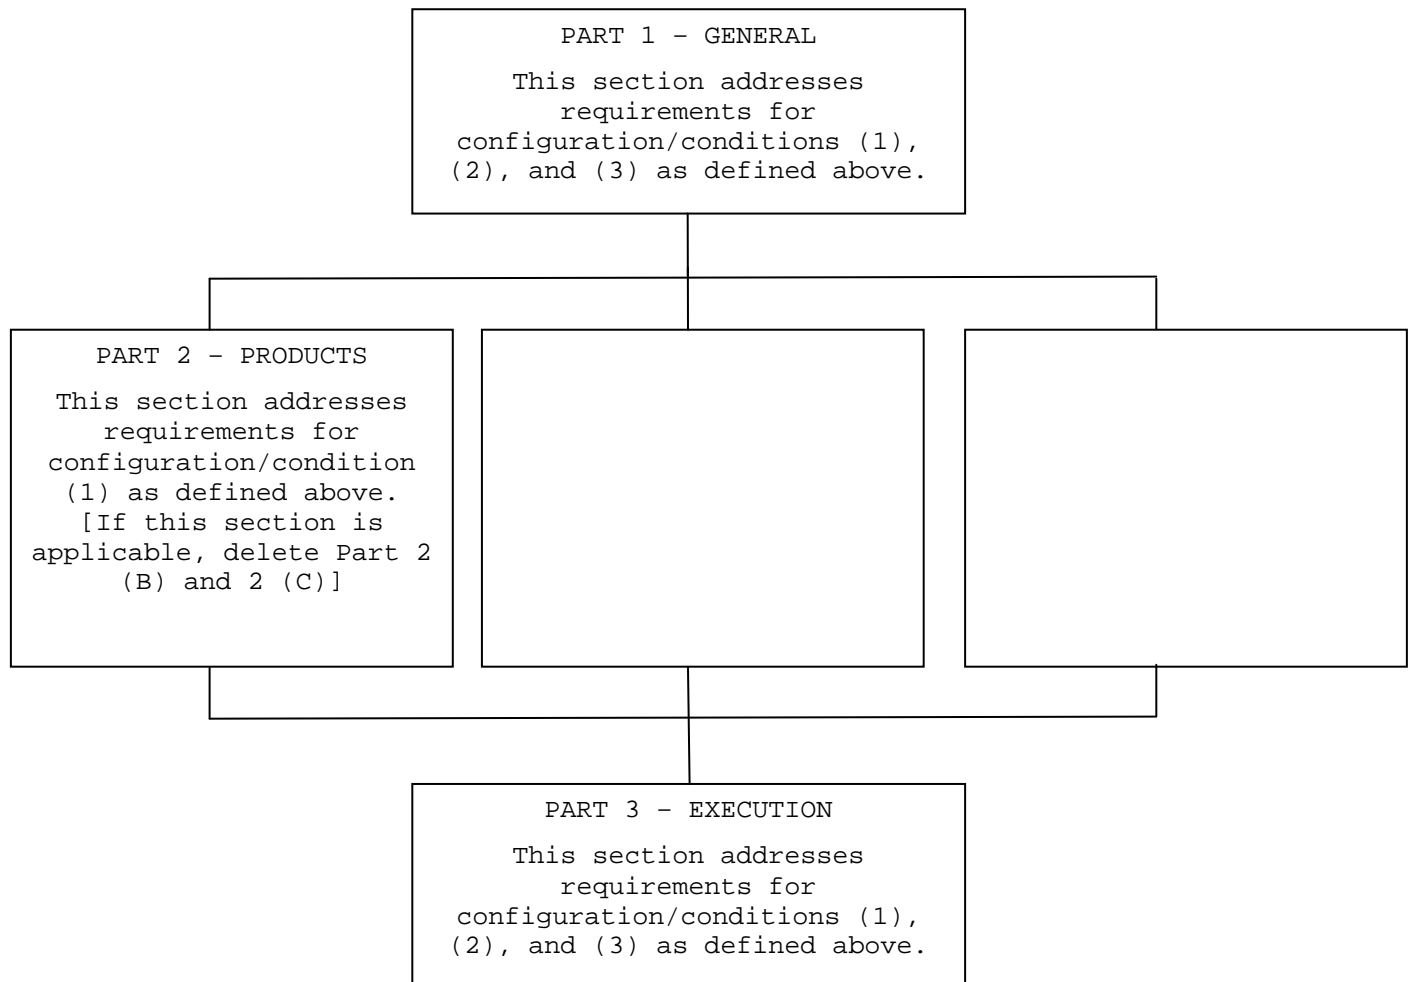 PART 1 – GENERAL
This section addresses
requirements for
configuration/conditions (1),
(2), and (3) as defined above.
PART 2 – PRODUCTS
This section addresses
requirements for
configuration/condition
(1) as defined above.
[If this section is
applicable, delete Part 2
(B) and 2 (C)]
PART 3 – EXECUTION
This section addresses
requirements for
configuration/conditions (1),
(2), and (3) as defined above.